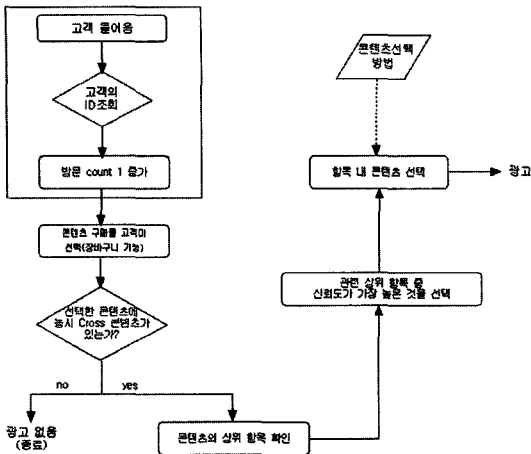 고객 들어옴
고객의
ID조회
방문 count 1 증가
콘텐츠 구매를 고객이
선택(장바구니 기능)
선택한 콘텐츠에
동시 Cross 콘텐츠가
있는가?
no
yes
광고 없음
(종료)
콘텐츠의 상위 항목 확인
관련 상위 항목 중
신뢰도가 가장 높은 것을 선택
콘텐츠선택
방법
항목 내 콘텐츠 선택
광고